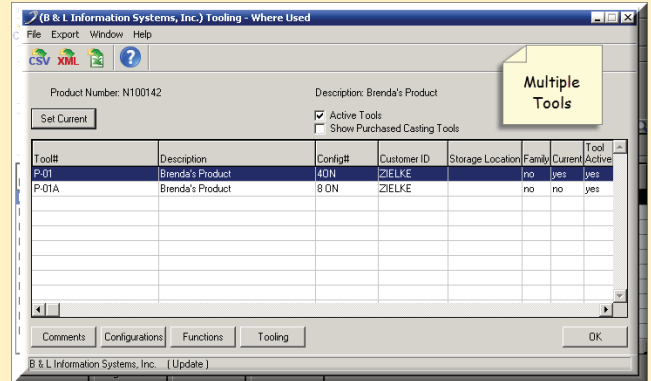 (B & L Information Systems, Inc.) Tooling - Where Used
File Export Window Help
CSV XML
Multiple
Tools
Product Number: N100142 Description: Brenda's Product
Set Current Active Tools
Show Purchased Casting Tools
Tool# Description Config# Customer ID Storage Location Family Current Tool Active
P-01 Brenda's Product 4ON ZIELKE no yes yes
P-01A Brenda's Product 8 ON ZIELKE no no yes
Comments Configurations Functions Tooling OK
B & L Information Systems, Inc. (Update)